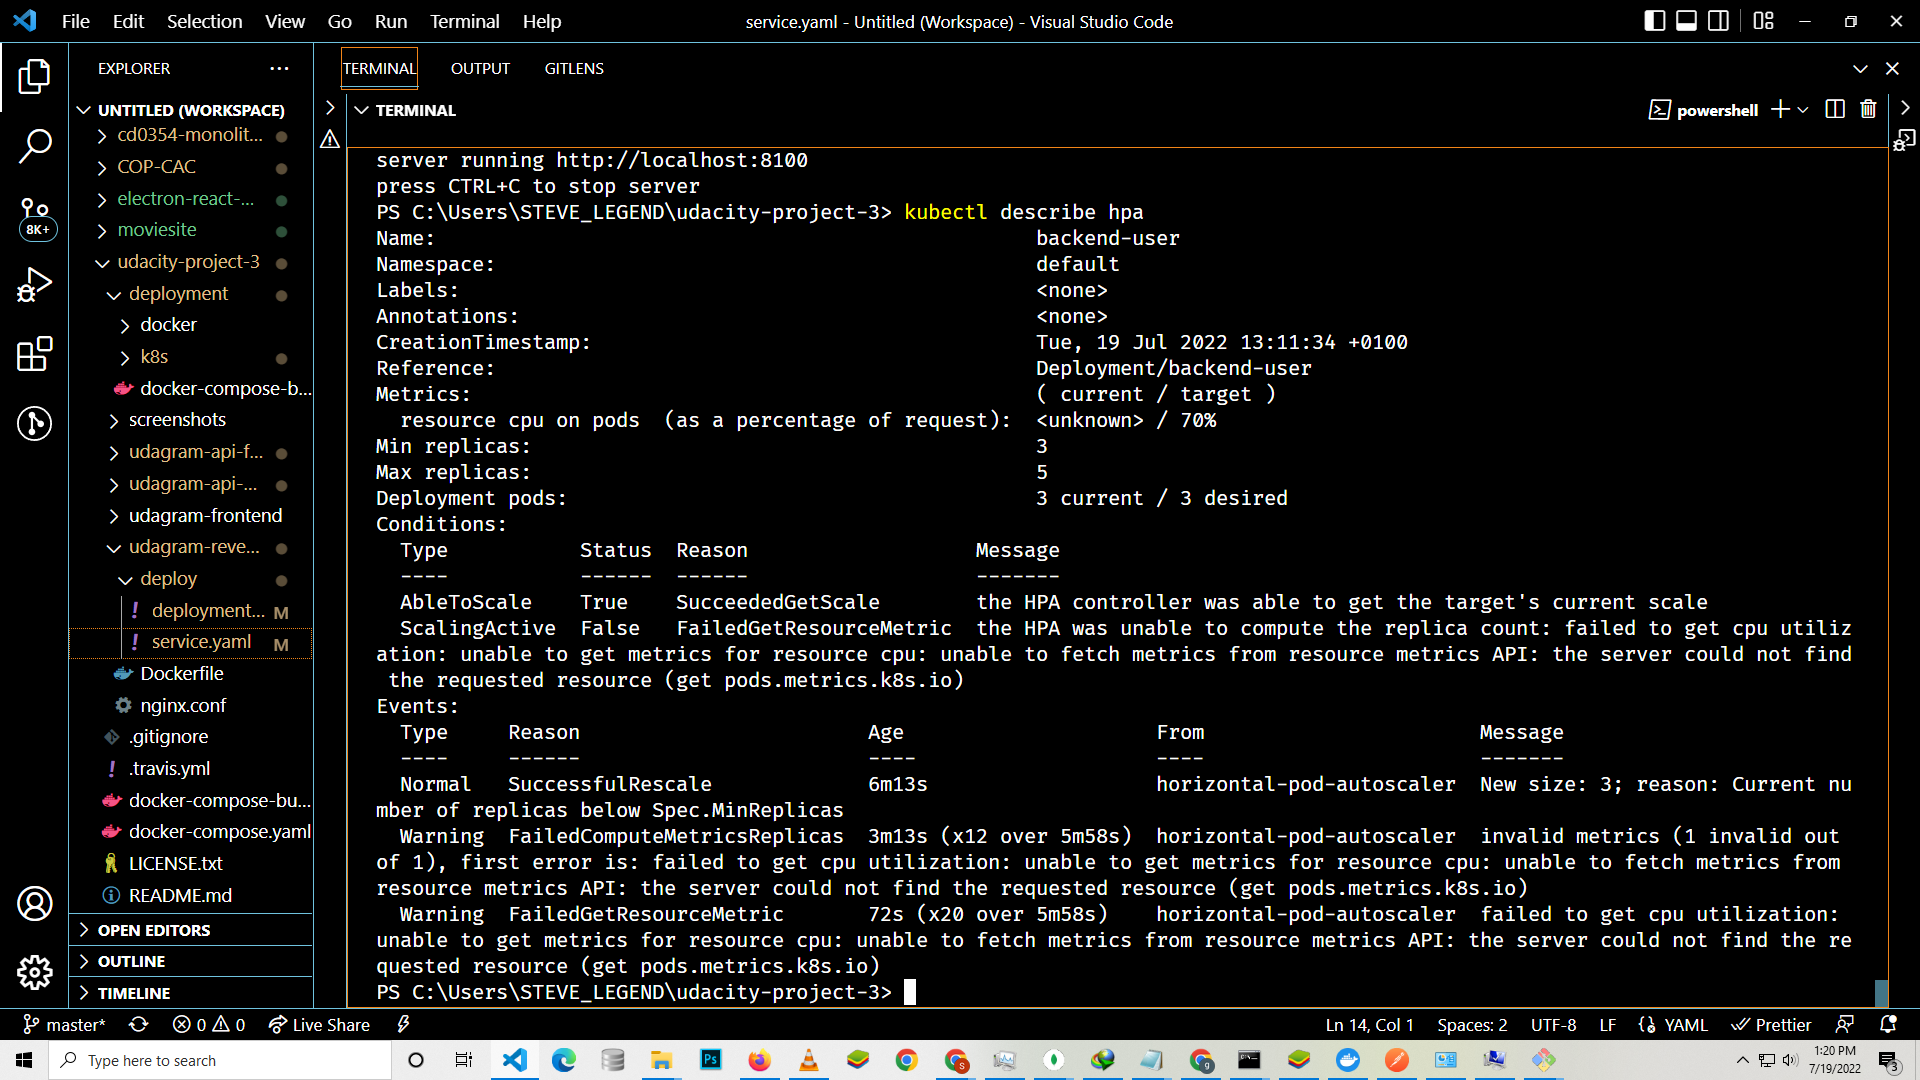 File Edit Selection View Go Run Terminal Help
service.yaml - Untitled (Workspace) - Visual Studio Code
EXPLORER
UNTITLED (WORKSPACE)
cd0354-monolit...
COP-CAC
electron-react-...
moviesite
udacity-project-3
deployment
docker
k8s
docker-compose-b...
screenshots
udagram-api-f...
udagram-api-...
udagram-frontend
udagram-reve...
deploy
! deployment... M
! service.yaml M
Dockerfile
nginx.conf
.gitignore
! .travis.yml
docker-compose-bu...
docker-compose.yaml
LICENSE.txt
README.md
OPEN EDITORS
OUTLINE
TIMELINE
8K+
TERMINAL OUTPUT GITLENS
TERMINAL
powershell
server running http://localhost:8100
press CTRL+C to stop server
PS C:\Users\STEVE_LEGEND\udacity-project-3> kubectl describe hpa
Name: backend-user
Namespace: default
Labels: <none>
Annotations: <none>
CreationTimestamp: Tue, 19 Jul 2022 13:11:34 +0100
Reference: Deployment/backend-user
Metrics: ( current / target )
resource cpu on pods (as a percentage of request): <unknown> / 70%
Min replicas: 3
Max replicas: 5
Deployment pods: 3 current / 3 desired
Conditions:
Type Status Reason Message
---- ------ ------ -------
AbleToScale True SucceededGetScale the HPA controller was able to get the target's current scale
ScalingActive False FailedGetResourceMetric the HPA was unable to compute the replica count: failed to get cpu utiliz
ation: unable to get metrics for resource cpu: unable to fetch metrics from resource metrics API: the server could not find
the requested resource (get pods.metrics.k8s.io)
Events:
Type Reason Age From Message
---- ------ ---- ---- -------
Normal SuccessfulRescale 6m13s horizontal-pod-autoscaler New size: 3; reason: Current nu
mber of replicas below Spec.MinReplicas
Warning FailedComputeMetricsReplicas 3m13s (x12 over 5m58s) horizontal-pod-autoscaler invalid metrics (1 invalid out
of 1), first error is: failed to get cpu utilization: unable to get metrics for resource cpu: unable to fetch metrics from
resource metrics API: the server could not find the requested resource (get pods.metrics.k8s.io)
Warning FailedGetResourceMetric 72s (x20 over 5m58s) horizontal-pod-autoscaler failed to get cpu utilization:
unable to get metrics for resource cpu: unable to fetch metrics from resource metrics API: the server could not find the re
quested resource (get pods.metrics.k8s.io)
PS C:\Users\STEVE_LEGEND\udacity-project-3>
master* 0 0 Live Share Ln 14, Col 1 Spaces: 2 UTF-8 LF YAML Prettier
Type here to search
Ps
1:20 PM
7/19/2022
3